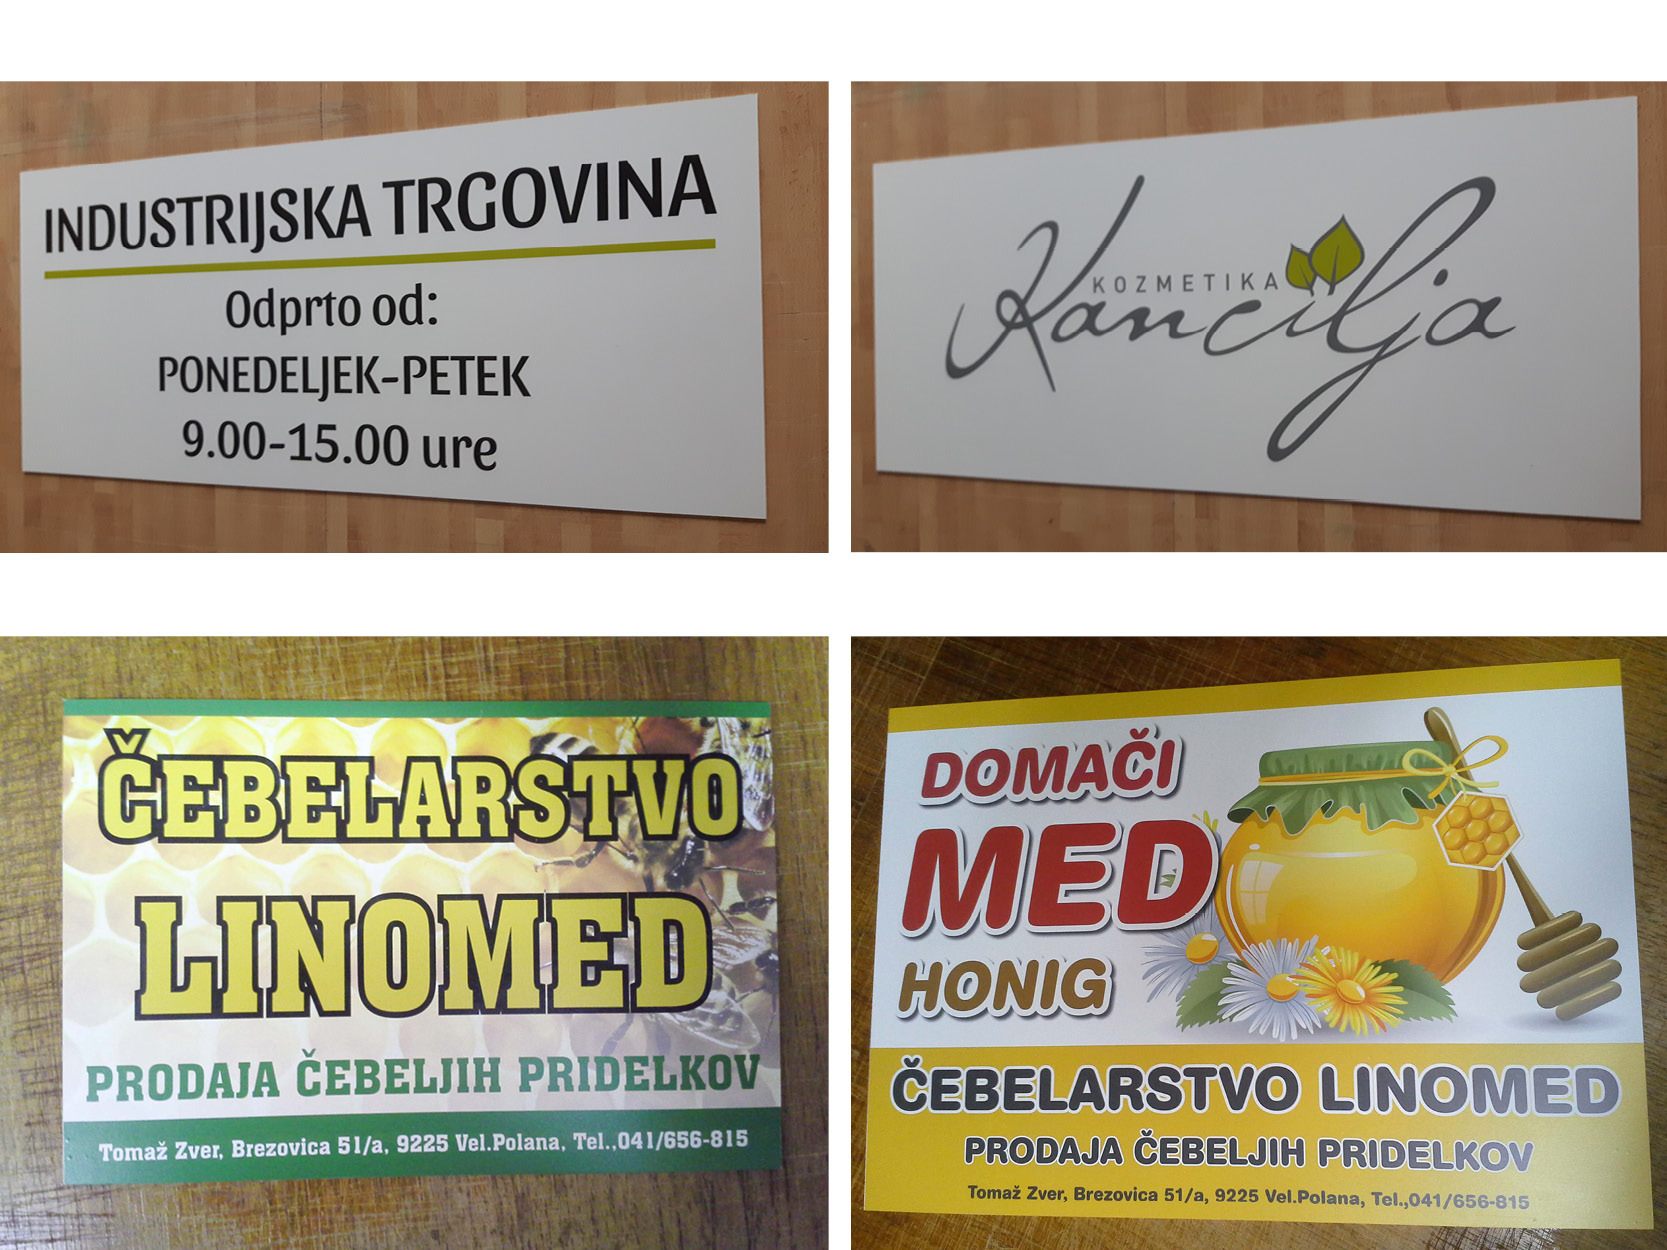 INDUSTRIJSKA TRGOVINA
Odprto od:
PONEDELJEK-PETEK
9.00-15.00 ure
KOZMETIKA
Kancilja
ČEBELARSTVO
LINOMED
PRODAJA ČEBELJIH PRIDELKOV
Tomaž Zver, Brezovica 51/a, 9225 Vel.Polana, Tel.,041/656-815
DOMAČI
MED
HONIG
ČEBELARSTVO LINOMED
PRODAJA ČEBELJIH PRIDELKOV
Tomaž Zver, Brezovica 51/a, 9225 Vel.Polana, Tel.,041/656-815